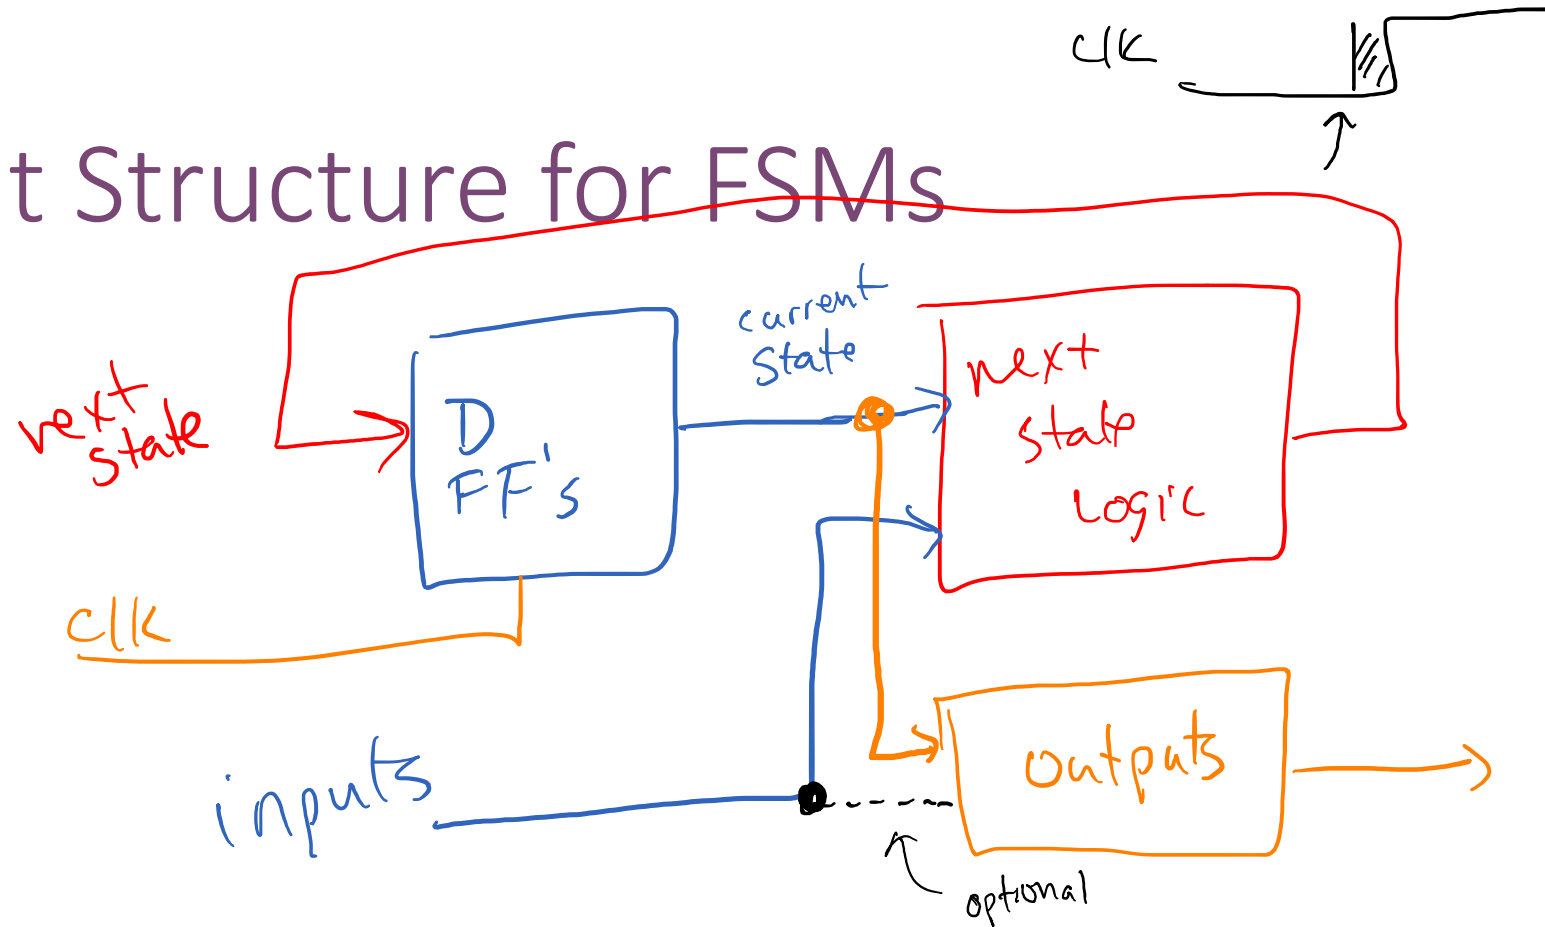 clk
t Structure for FSMs
current
state
next
state
next
state
logic
D
FF's
clk
inputs
outputs
optional